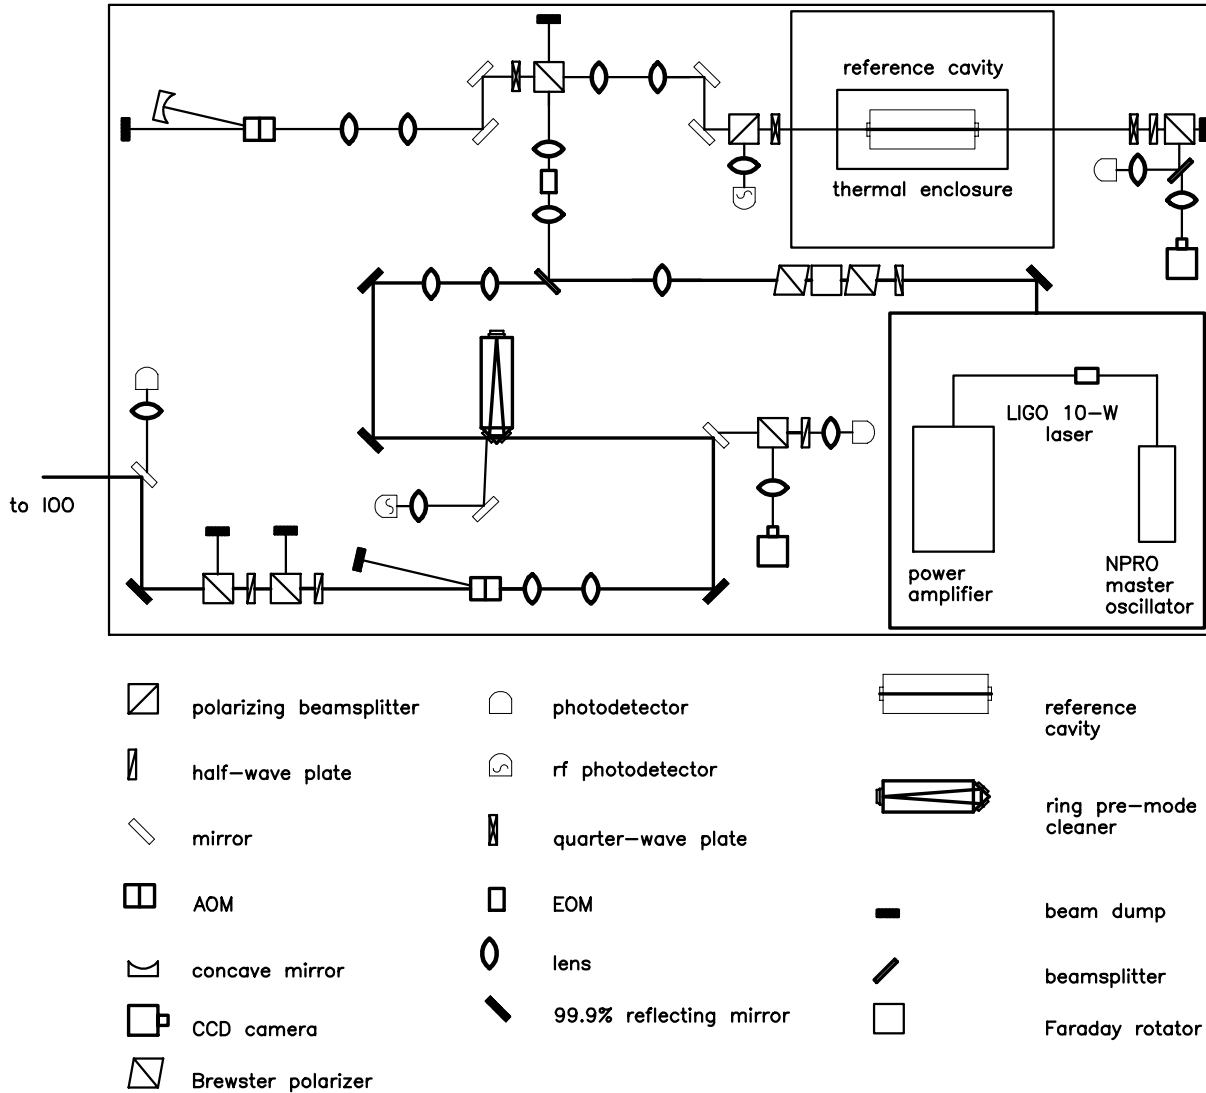 reference cavity
thermal enclosure
LIGO 10-W
laser
to IOO
power
amplifier
NPRO
master
oscillator
polarizing beamsplitter
photodetector
reference
cavity
half-wave plate
rf photodetector
mirror
quarter-wave plate
ring pre-mode
cleaner
AOM
EOM
beam dump
concave mirror
lens
beamsplitter
CCD camera
99.9% reflecting mirror
Faraday rotator
Brewster polarizer